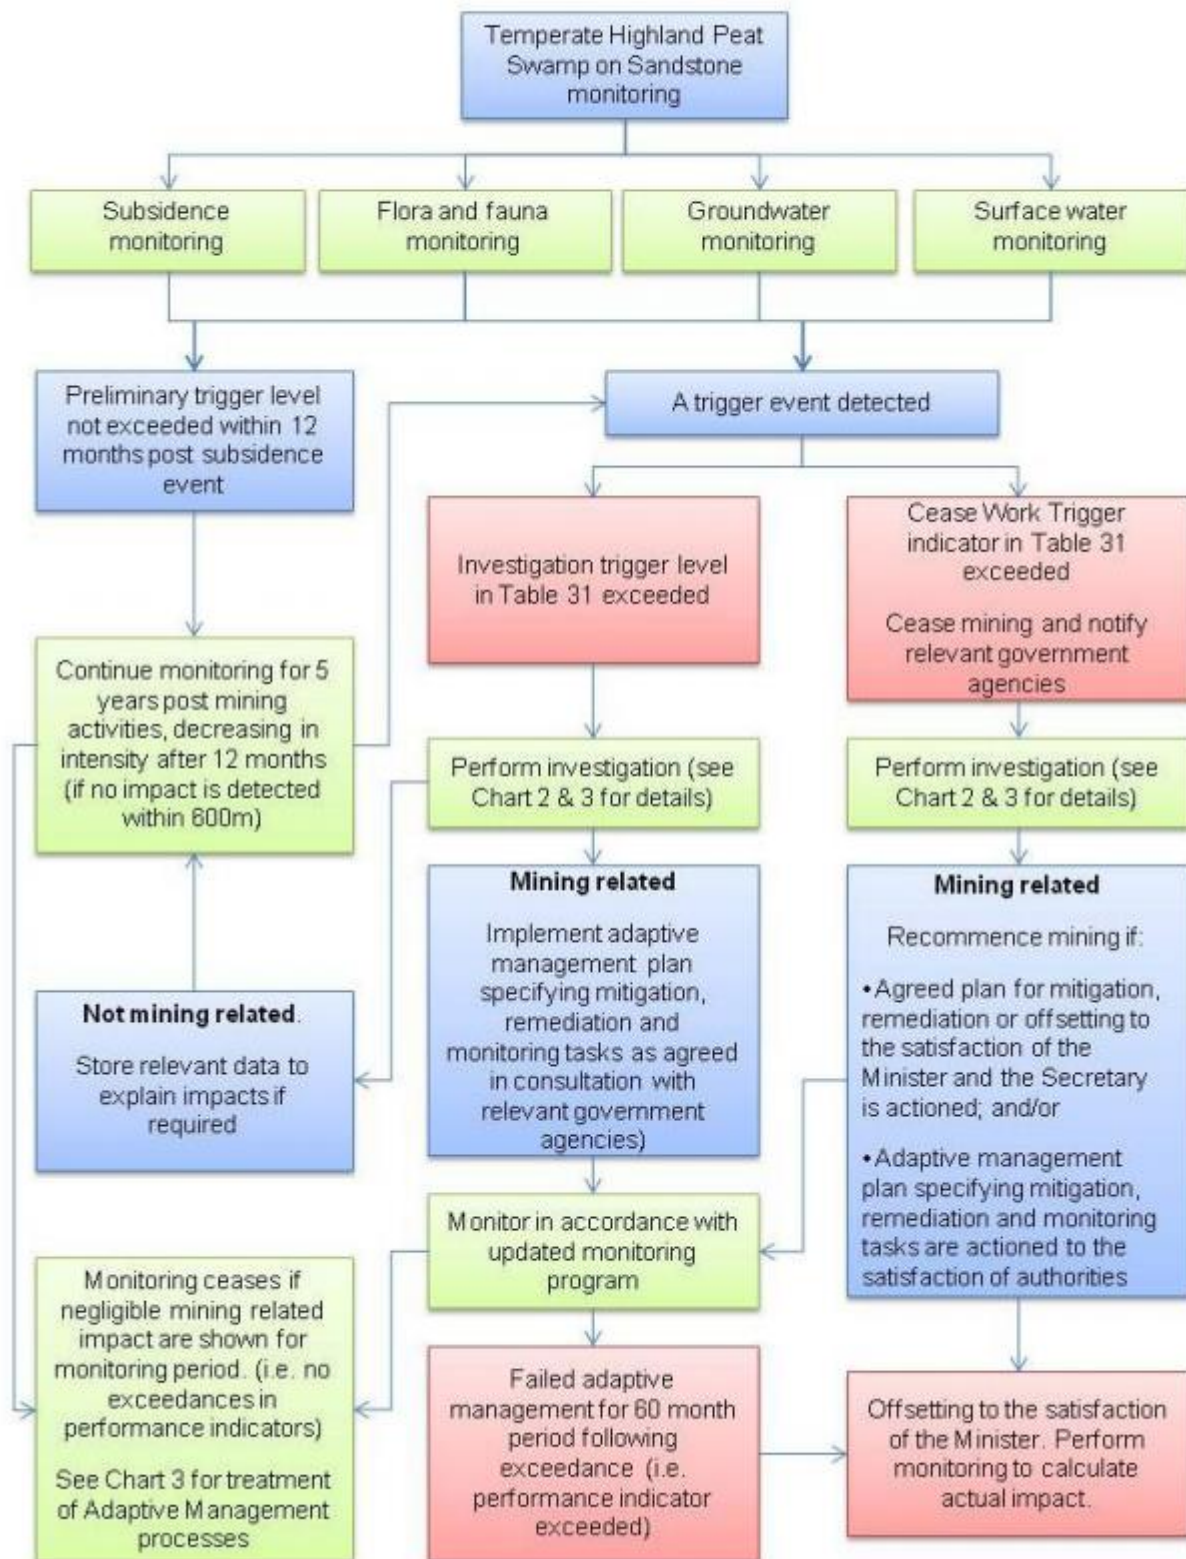 Temperate Highland Peat
Swamp on Sandstone
monitoring
Subsidence
monitoring
Flora and fauna
monitoring
Groundwater
monitoring
Surface water
monitoring
Preliminary trigger level
not exceeded within 12
months post subsidence
event
A trigger event detected
Investigation trigger level
in Table 31 exceeded
Cease Work Trigger
indicator in Table 31
exceeded
Cease mining and notify
relevant government
agencies
Continue monitoring for 5
years post mining
activities, decreasing in
intensity after 12 months
(if no impact is detected
within 600m)
Perform investigation (see
Chart 2 & 3 for details)
Perform investigation (see
Chart 2 & 3 for details)
Mining related
Implement adaptive
management plan
specifying mitigation,
remediation and
monitoring tasks as agreed
in consultation with
relevant government
agencies)
Mining related
Recommence mining if:
•Agreed plan for mitigation,
remediation or offsetting to
the satisfaction of the
Minister and the Secretary
is actioned; and/or
•Adaptive management
plan specifying mitigation,
remediation and monitoring
tasks are actioned to the
satisfaction of authorities
Not mining related.
Store relevant data to
explain impacts if
required
Monitor in accordance with
updated monitoring
program
Monitoring ceases if
negligible mining related
impact are shown for
monitoring period. (i.e. no
exceedances in
performance indicators)
See Chart 3 for treatment
of Adaptive Management
processes
Failed adaptive
management for 60 month
period following
exceedance (i.e.
performance indicator
exceeded)
Offsetting to the satisfaction
of the Minister. Perform
monitoring to calculate
actual impact.